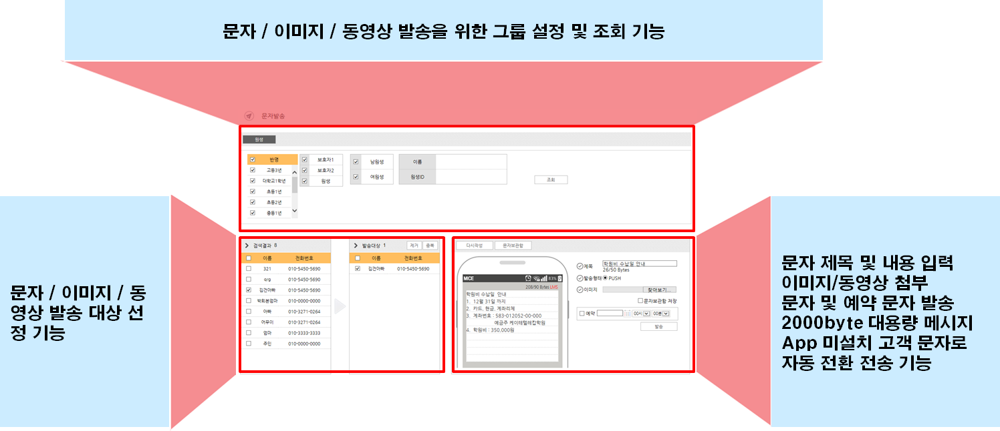 문자 / 이미지 / 동영상 발송을 위한 그룹 설정 및 조회 기능
문자발송
원생
반명
고등3년
대학교1학년
초등1년
초등2년
중등1년
보호자1
보호자2
원생
남원생
여원생
이름
원생ID
조회
문자 / 이미지 / 동
영상 발송 대상 선
정 기능
검색결과 8
이름 전화번호
321 010-5450-5690
qrg 010-5450-5690
김건아빠 010-5450-5690
박희본엄마 010-0000-0000
아빠 010-3271-0264
어무이 010-3271-0264
엄마 010-3333-3333
주인 010-0000-0000
발송대상 1 제거 중복
이름 전화번호
김건아빠 010-5450-5690
다시작성 문자보관함
MICE 83%
208/90 Bytes LMS
학원비 수납일 안내
1. 12월 31일 까지
2. 카드, 현금, 계좌리체
3. 계좌번호 : 583-012052-00-000
예금주 케이테텔레캅학원
4. 학원비 : 350,000원
제목 학원비 수납일 안내
26/50 Bytes
발송형태 PUSH
이미지 찾아보기...
문자보관함 저장
예약 00시 00분
발송
문자 제목 및 내용 입력
이미지/동영상 첨부
문자 및 예약 문자 발송
2000byte 대용량 메시지
App 미설치 고객 문자로
자동 전환 전송 기능